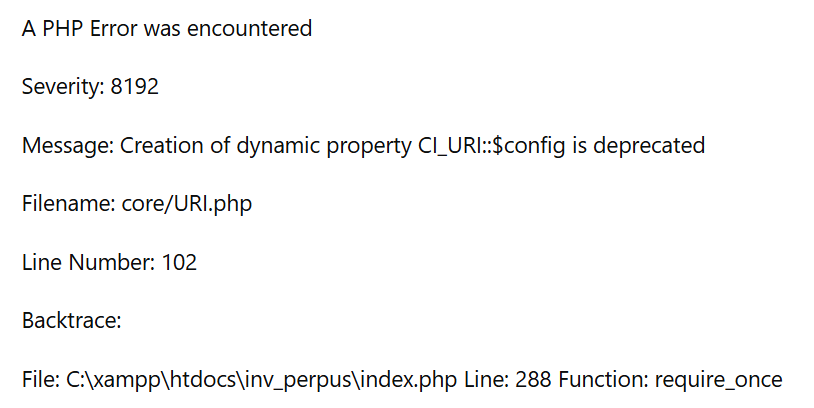 A PHP Error was encountered
Severity: 8192
Message: Creation of dynamic property CI_URI::$config is deprecated
Filename: core/URI.php
Line Number: 102
Backtrace:
File: C:\xampp\htdocs\inv_perpus\index.php Line: 288 Function: require_once